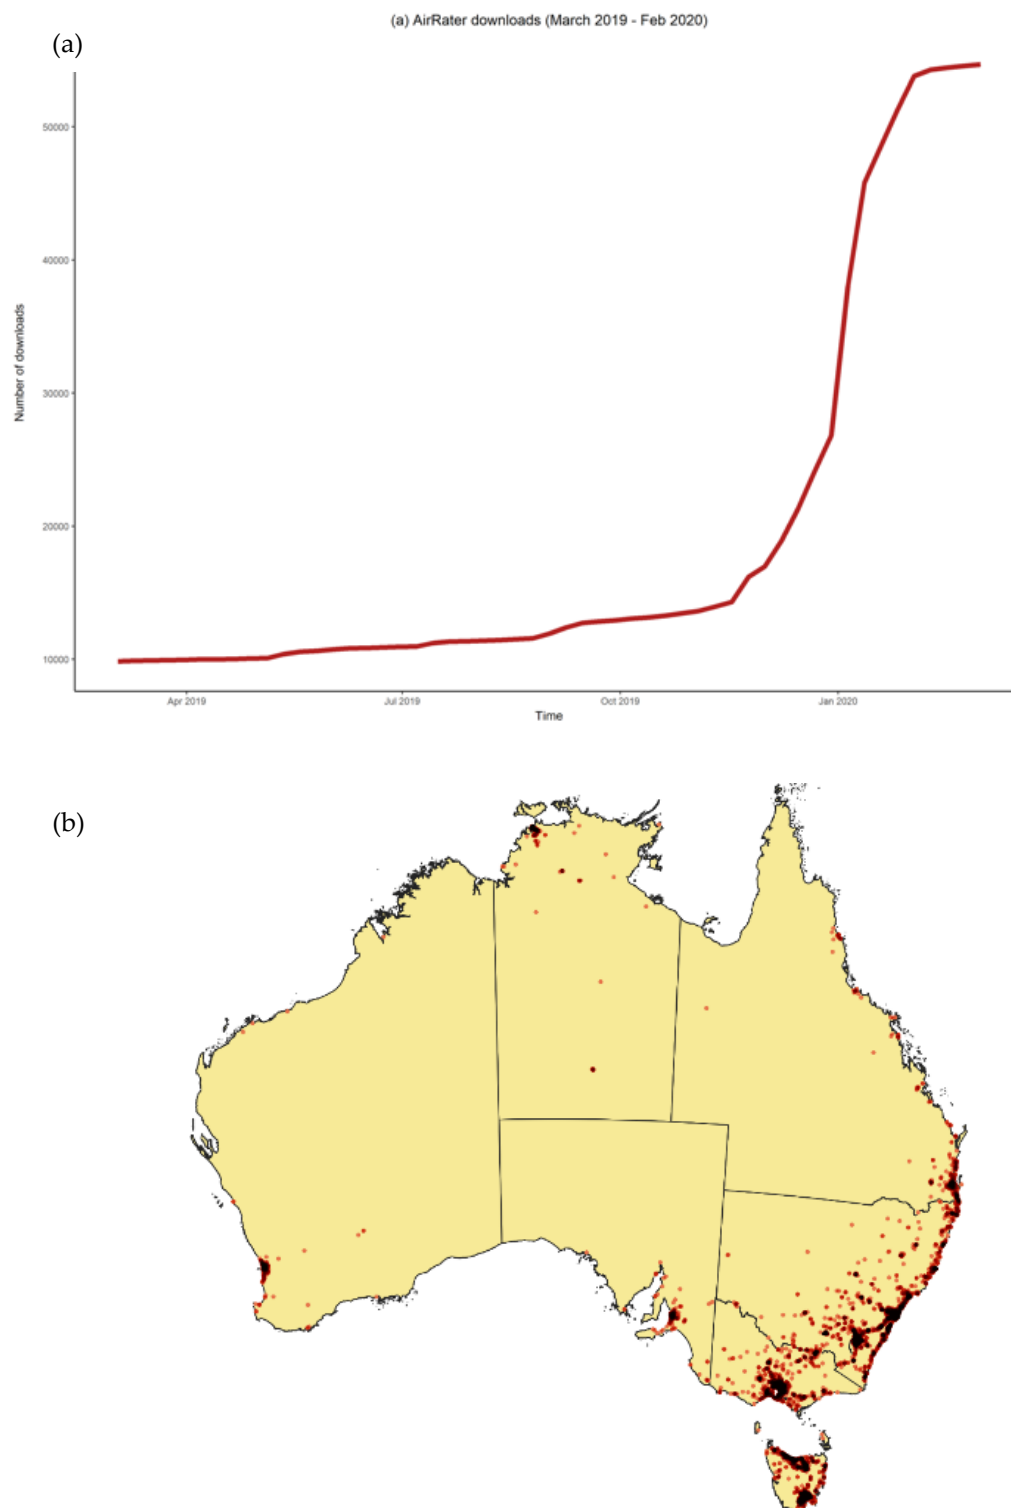 (a) AirRater downloads (March 2019 - Feb 2020)
(a)
50000
40000
30000
20000
10000
Number of downloads
Apr 2019 Jul 2019 Oct 2019 Jan 2020
Time
(b)